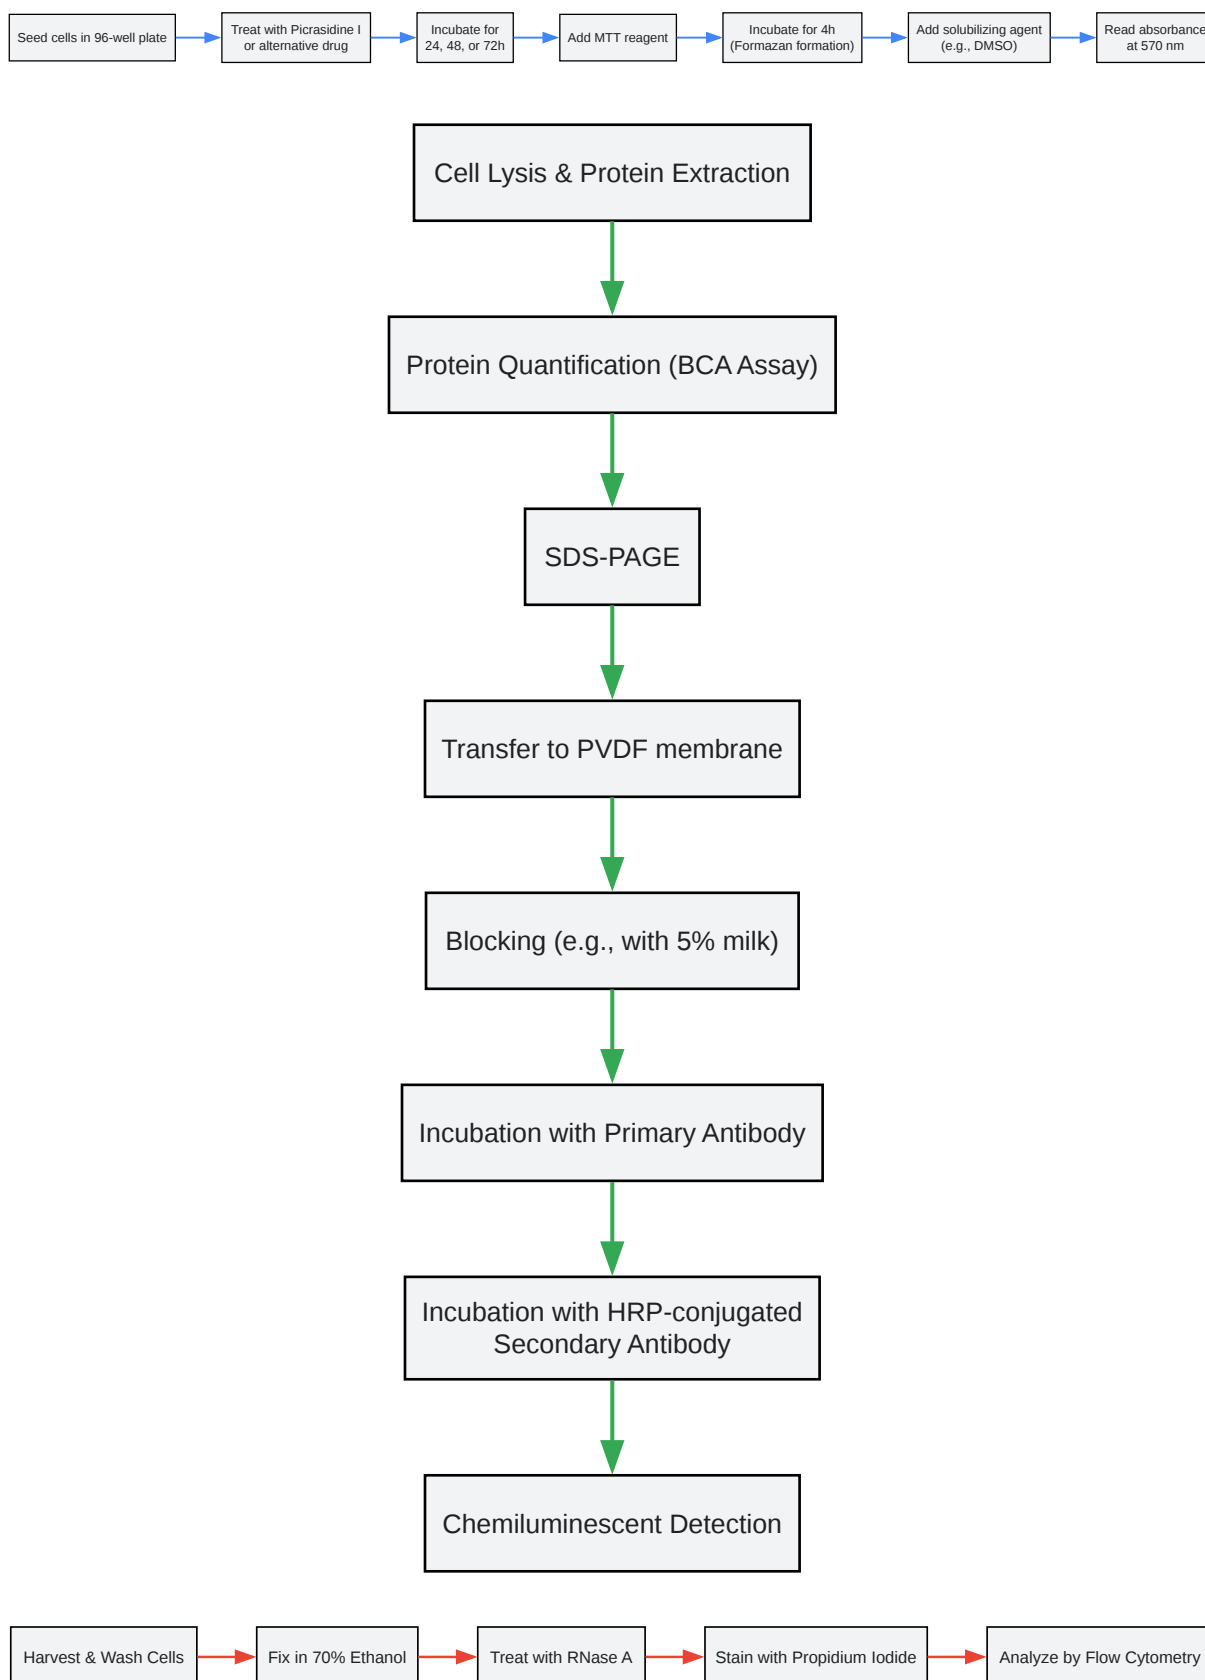 Seed cells in 96-well plate
Treat with Picrasidine I
or alternative drug
Incubate for
24, 48, or 72h
Add MTT reagent
Incubate for 4h
(Formazan formation)
Add solubilizing agent
(e.g., DMSO)
Read absorbance
at 570 nm
Cell Lysis & Protein Extraction
Protein Quantification (BCA Assay)
SDS-PAGE
Transfer to PVDF membrane
Blocking (e.g., with 5% milk)
Incubation with Primary Antibody
Incubation with HRP-conjugated
Secondary Antibody
Chemiluminescent Detection
Harvest & Wash Cells
Fix in 70% Ethanol
Treat with RNase A
Stain with Propidium Iodide
Analyze by Flow Cytometry